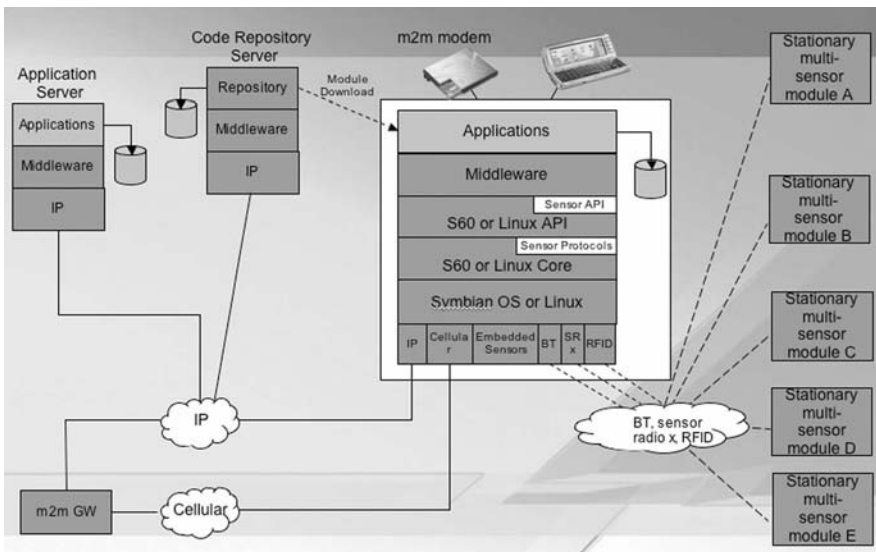 Application
Server
Applications
Middleware
IP
Code Repository
Server
Repository
Middleware
IP
Module
Download
m2m modem
Applications
Middleware
Sensor API
S60 or Linux API
Sensor Protocols
S60 or Linux Core
Symbian OS or Linux
IP
Cellula
r
Embedded
Sensors
BT
SR
x
RFID
IP
m2m GW
Cellular
BT, sensor
radio x, RFID
Stationary
multi-
sensor
module A
Stationary
multi-
sensor
module B
Stationary
multi-
sensor
module C
Stationary
multi-
sensor
module D
Stationary
multi-
sensor
module E